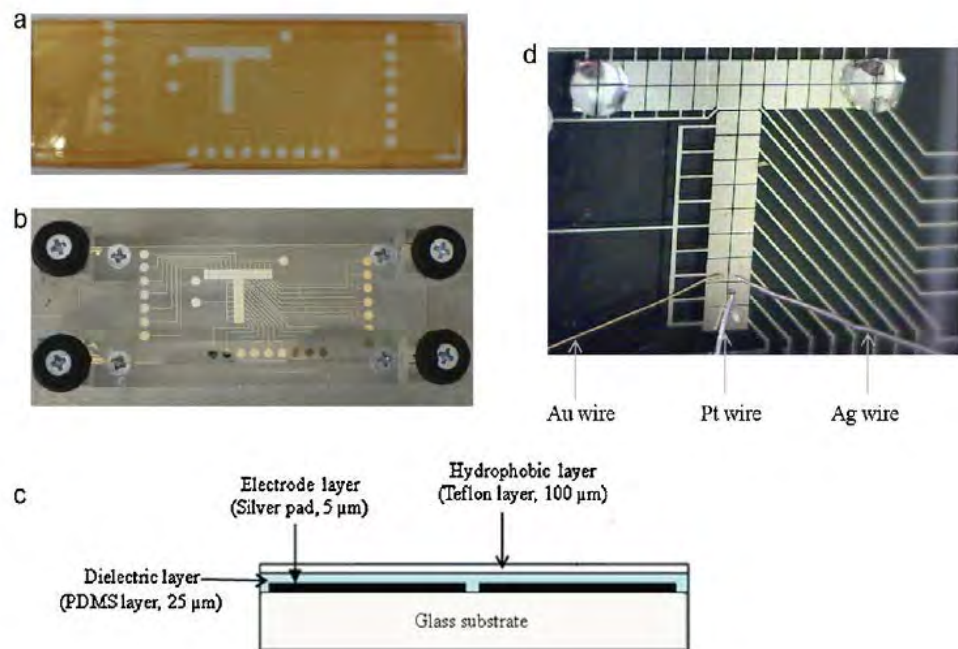 a
b
d
Au wire
Pt wire
Ag wire
c
Electrode layer
(Silver pad, 5 µm)
Hydrophobic layer
(Teflon layer, 100 µm)
Dielectric layer
(PDMS layer, 25 µm)
Glass substrate